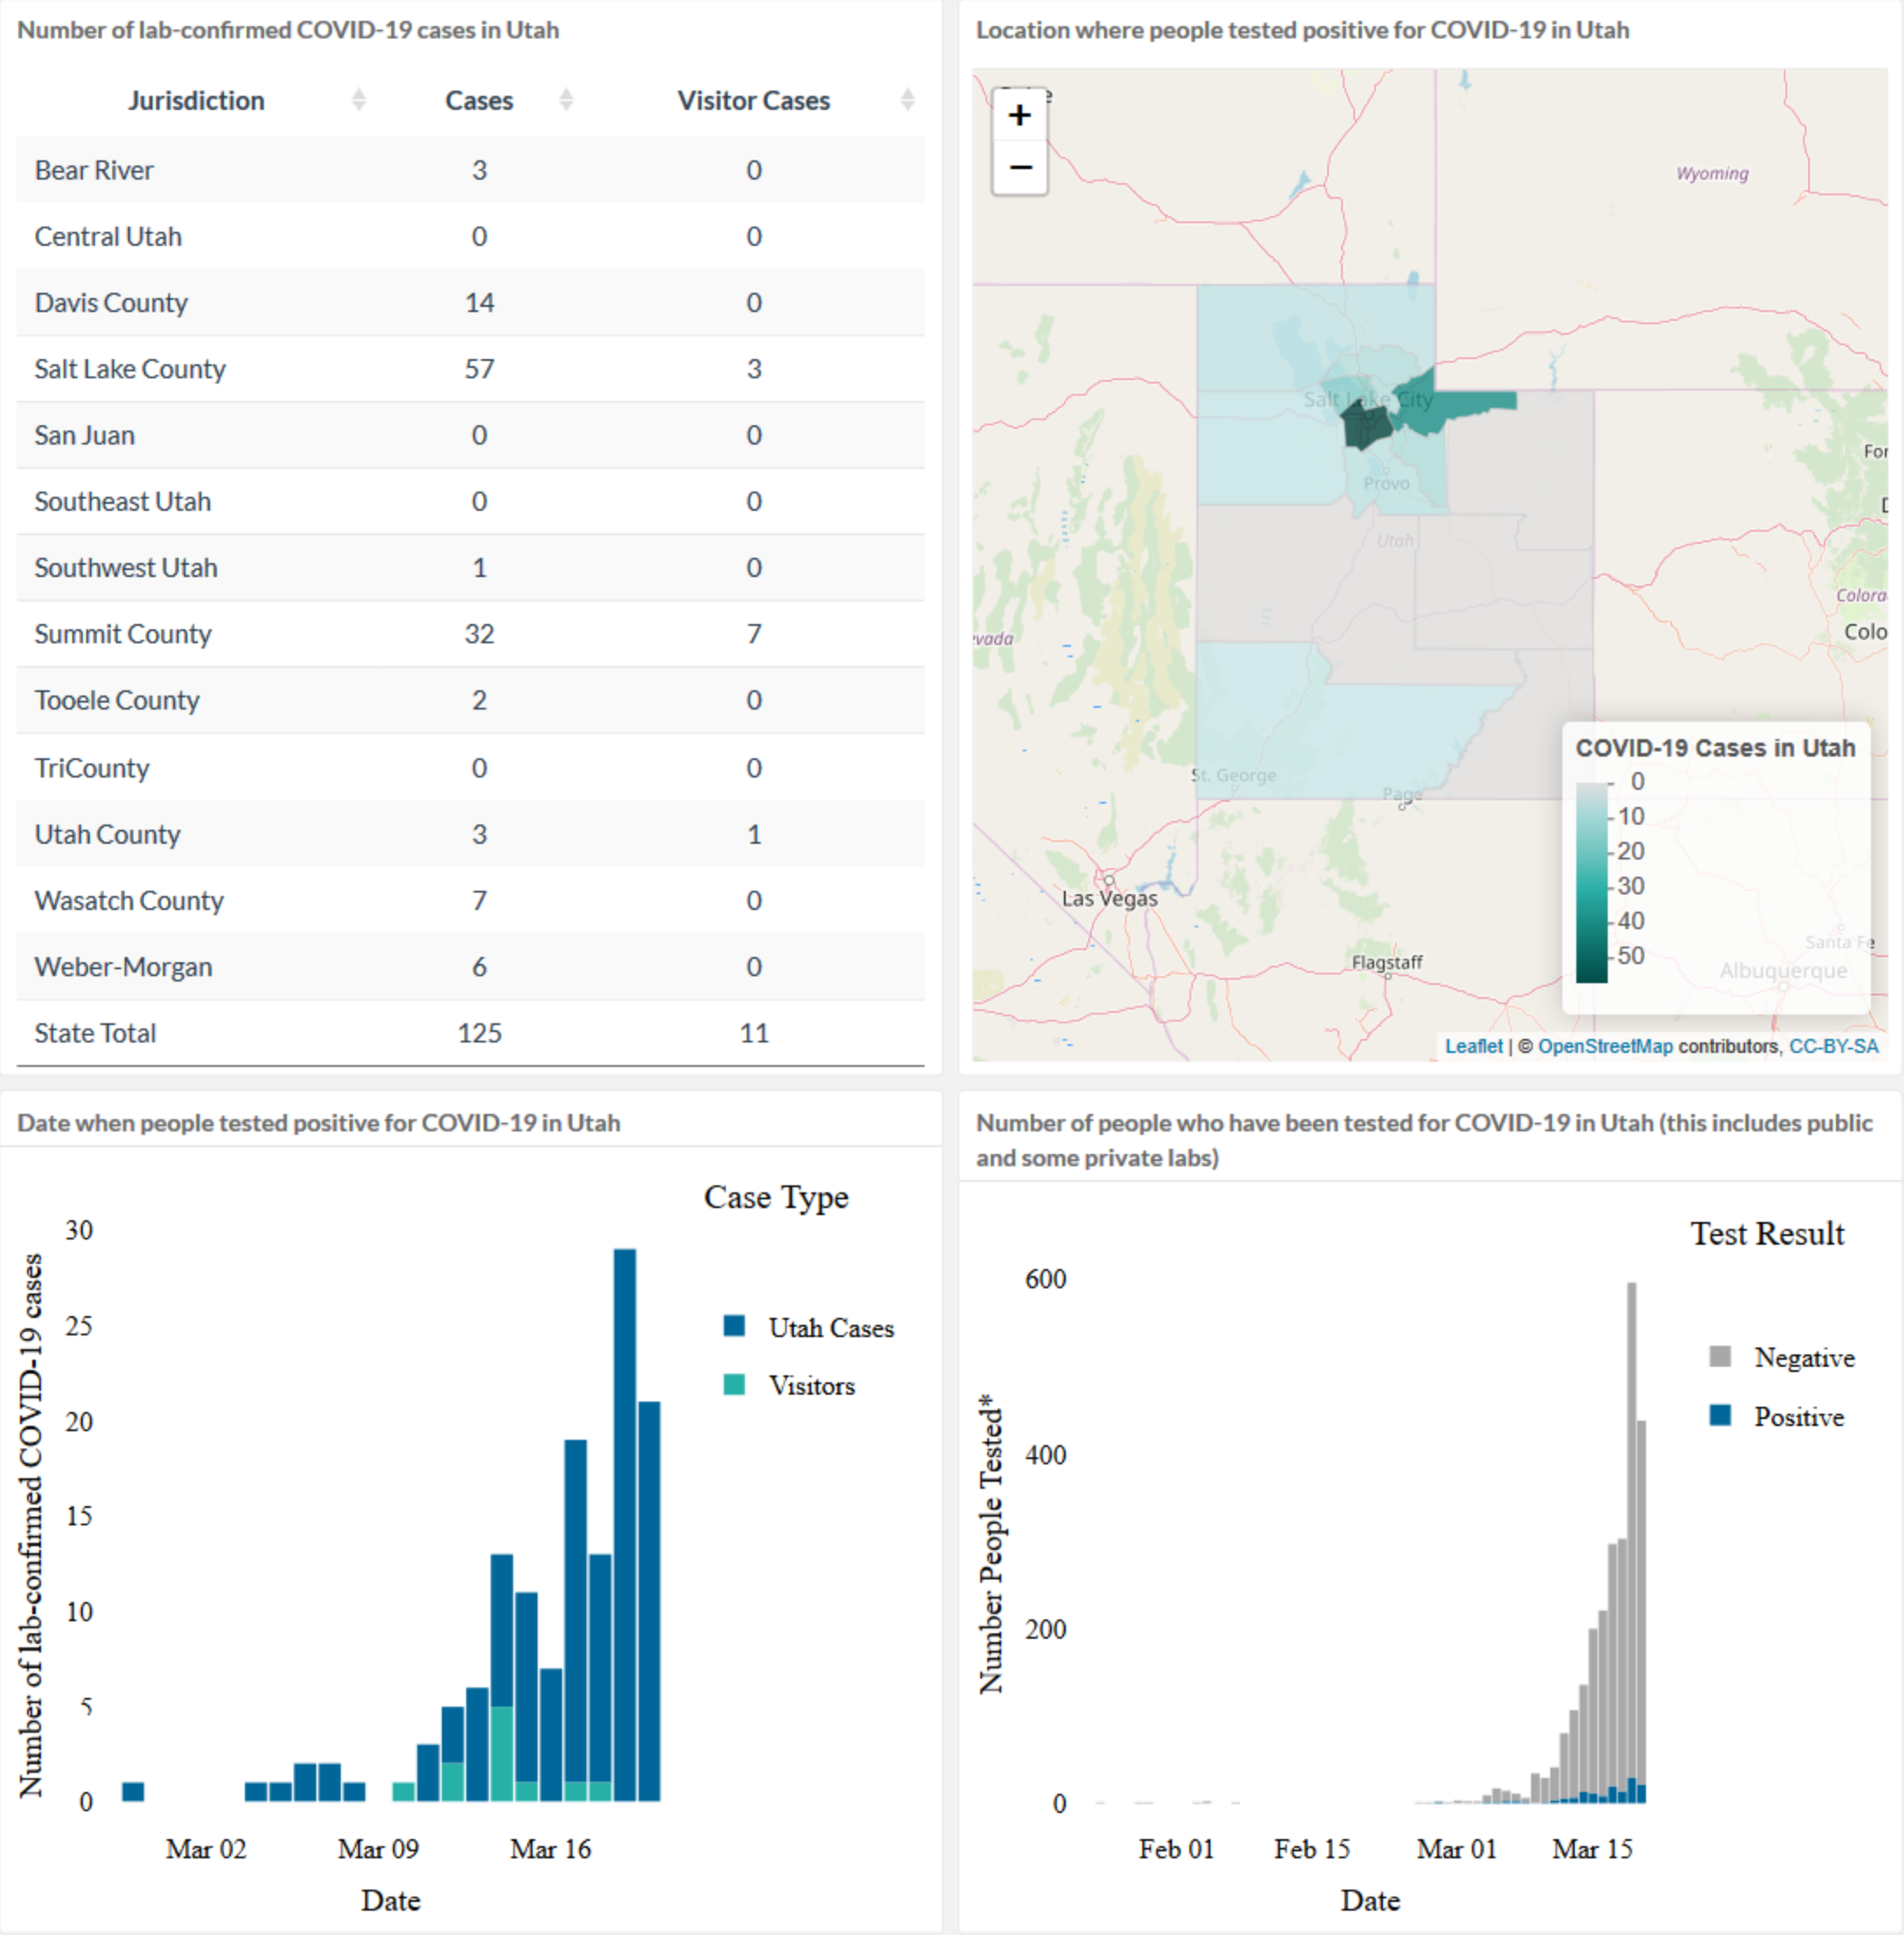 Number of lab-confirmed COVID-19 cases in Utah
Jurisdiction Cases Visitor Cases
Bear River 3 0
Central Utah 0 0
Davis County 14 0
Salt Lake County 57 3
San Juan 0 0
Southeast Utah 0 0
Southwest Utah 1 0
Summit County 32 7
Tooele County 2 0
TriCounty 0 0
Utah County 3 1
Wasatch County 7 0
Weber-Morgan 6 0
State Total 125 11
Location where people tested positive for COVID-19 in Utah
+
−
Wyoming
Salt Lake City
Provo
Utah
For
Colora
Colo
vada
St. George
Page
Las Vegas
Flagstaff
COVID-19 Cases in Utah
0
10
20
30
40
50
Santa Fe
Albuquerque
Leaflet | © OpenStreetMap contributors, CC-BY-SA
Date when people tested positive for COVID-19 in Utah
Case Type
Utah Cases
Visitors
Number of lab-confirmed COVID-19 cases
30
25
20
15
10
5
0
Mar 02 Mar 09 Mar 16
Date
Number of people who have been tested for COVID-19 in Utah (this includes public
and some private labs)
Test Result
Negative
Positive
Number People Tested*
600
400
200
0
Feb 01 Feb 15 Mar 01 Mar 15
Date